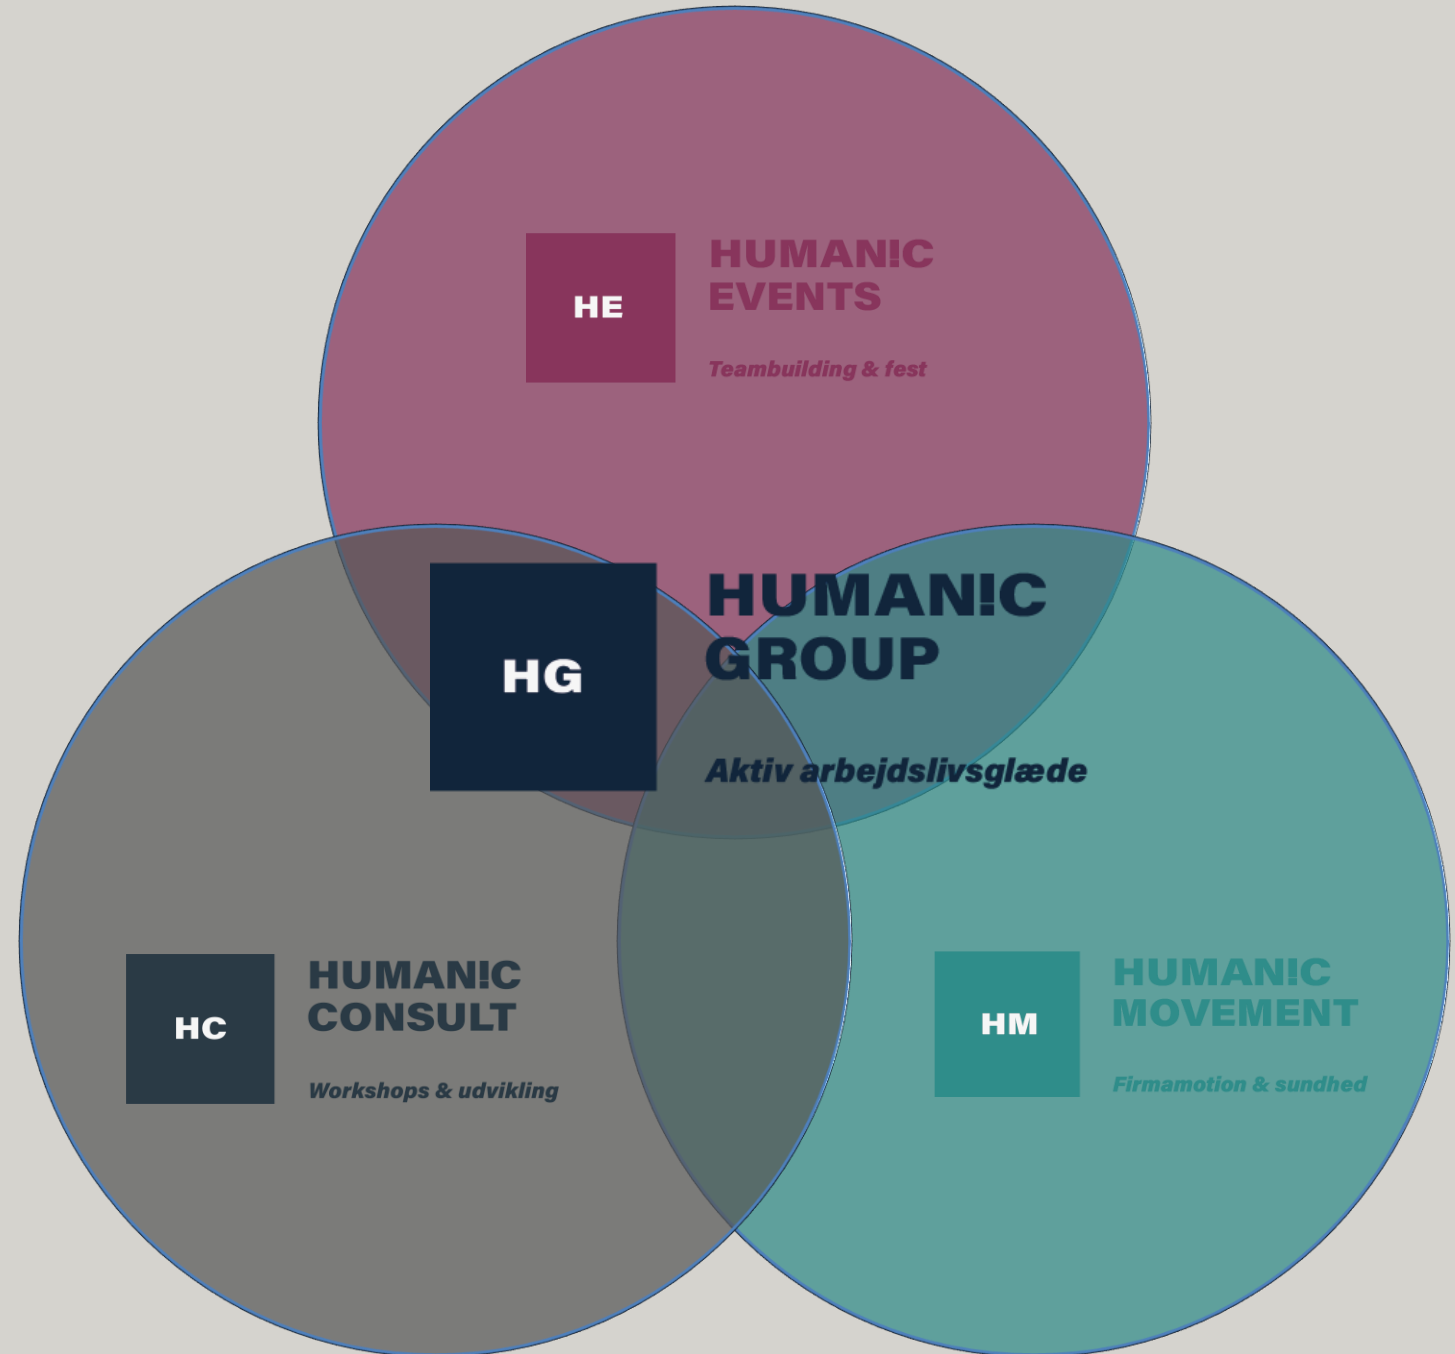 HE
HUMAN!C
EVENTS
Teambuilding & fest
HG
HUMAN!C
GROUP
Aktiv arbejdslivsglæde
HC
HUMAN!C
CONSULT
Workshops & udvikling
HM
HUMAN!C
MOVEMENT
Firmamotion & sundhed